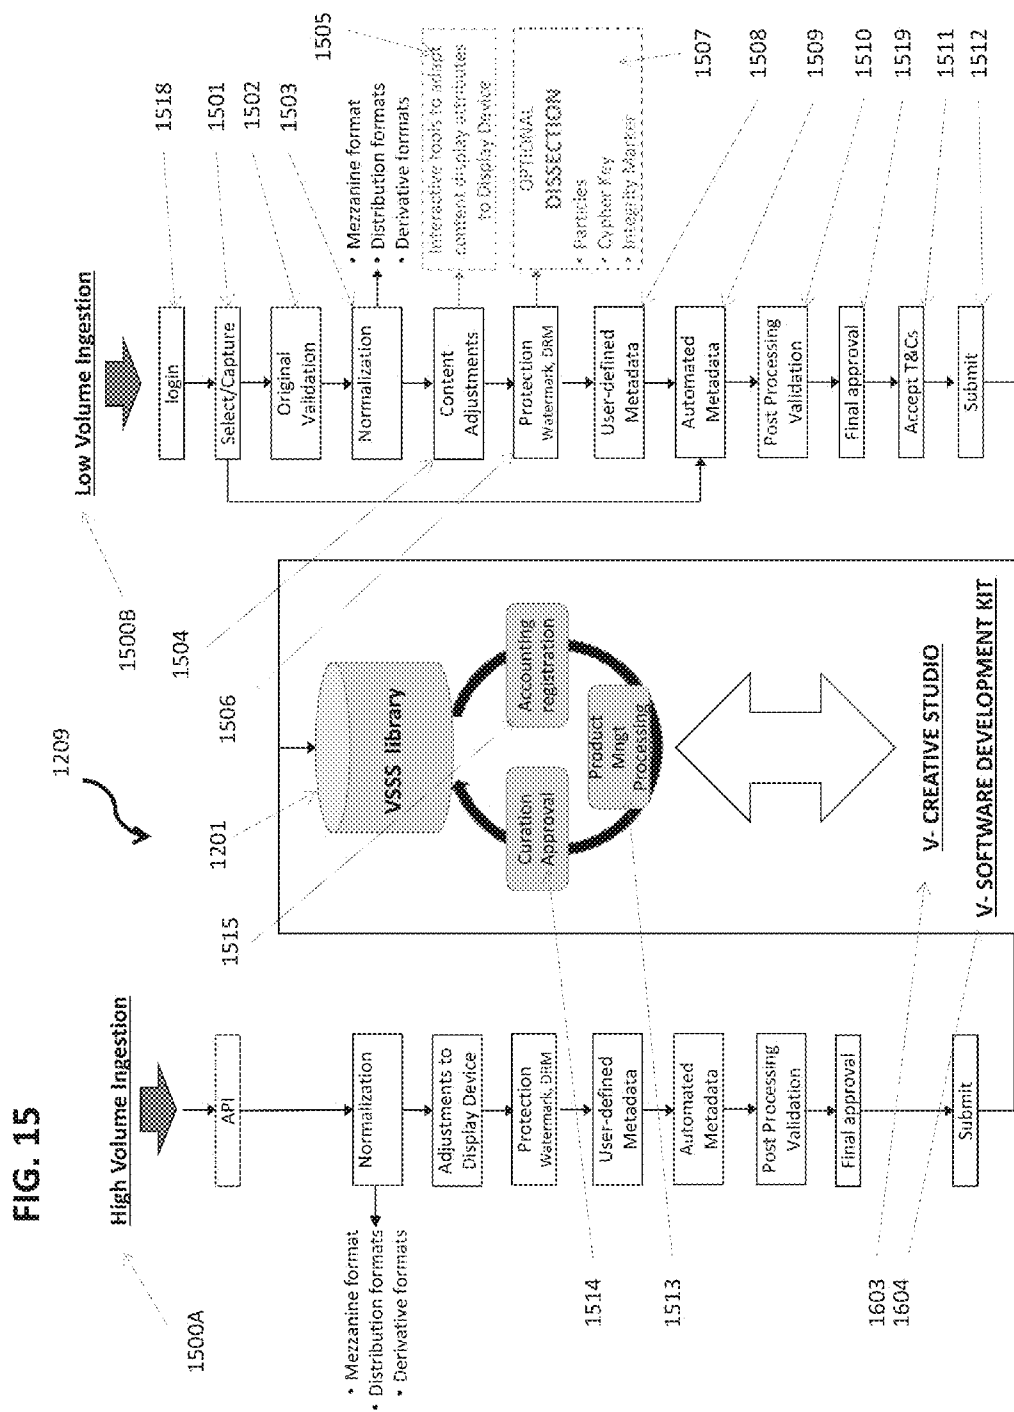 FIG. 15
1209
High Volume Ingestion
1500A
API
Normalization
• Mezzanine format
• Distribution formats
• Derivative formats
Adjustments to
Display Device
Protection
Watermark, DRM
User-defined
Metadata
Automated
Metadata
Post Processing
Validation
Final approval
Submit
1514
1513
1603
1604
1201
1515
VSSS library
Curation
Approval
Accounting
registration
Product
Mngt
Processing
V- CREATIVE STUDIO
V- SOFTWARE DEVELOPMENT KIT
1500B
1504
1506
Low Volume Ingestion
login
Select/Capture
Original
Validation
Normalization
• Mezzanine format
• Distribution formats
• Derivative formats
Content
Adjustments
Interactive tools to adapt
content display attributes
to Display Device
Protection
Watermark, DRM
OPTIONAL
DISSECTION
• Particles
• Cypher Key
• Integrity Marker
User-defined
Metadata
Automated
Metadata
Post Processing
Validation
Final approval
Accept T&Cs
Submit
1518
1501
1502
1503
1505
1507
1508
1509
1510
1519
1511
1512